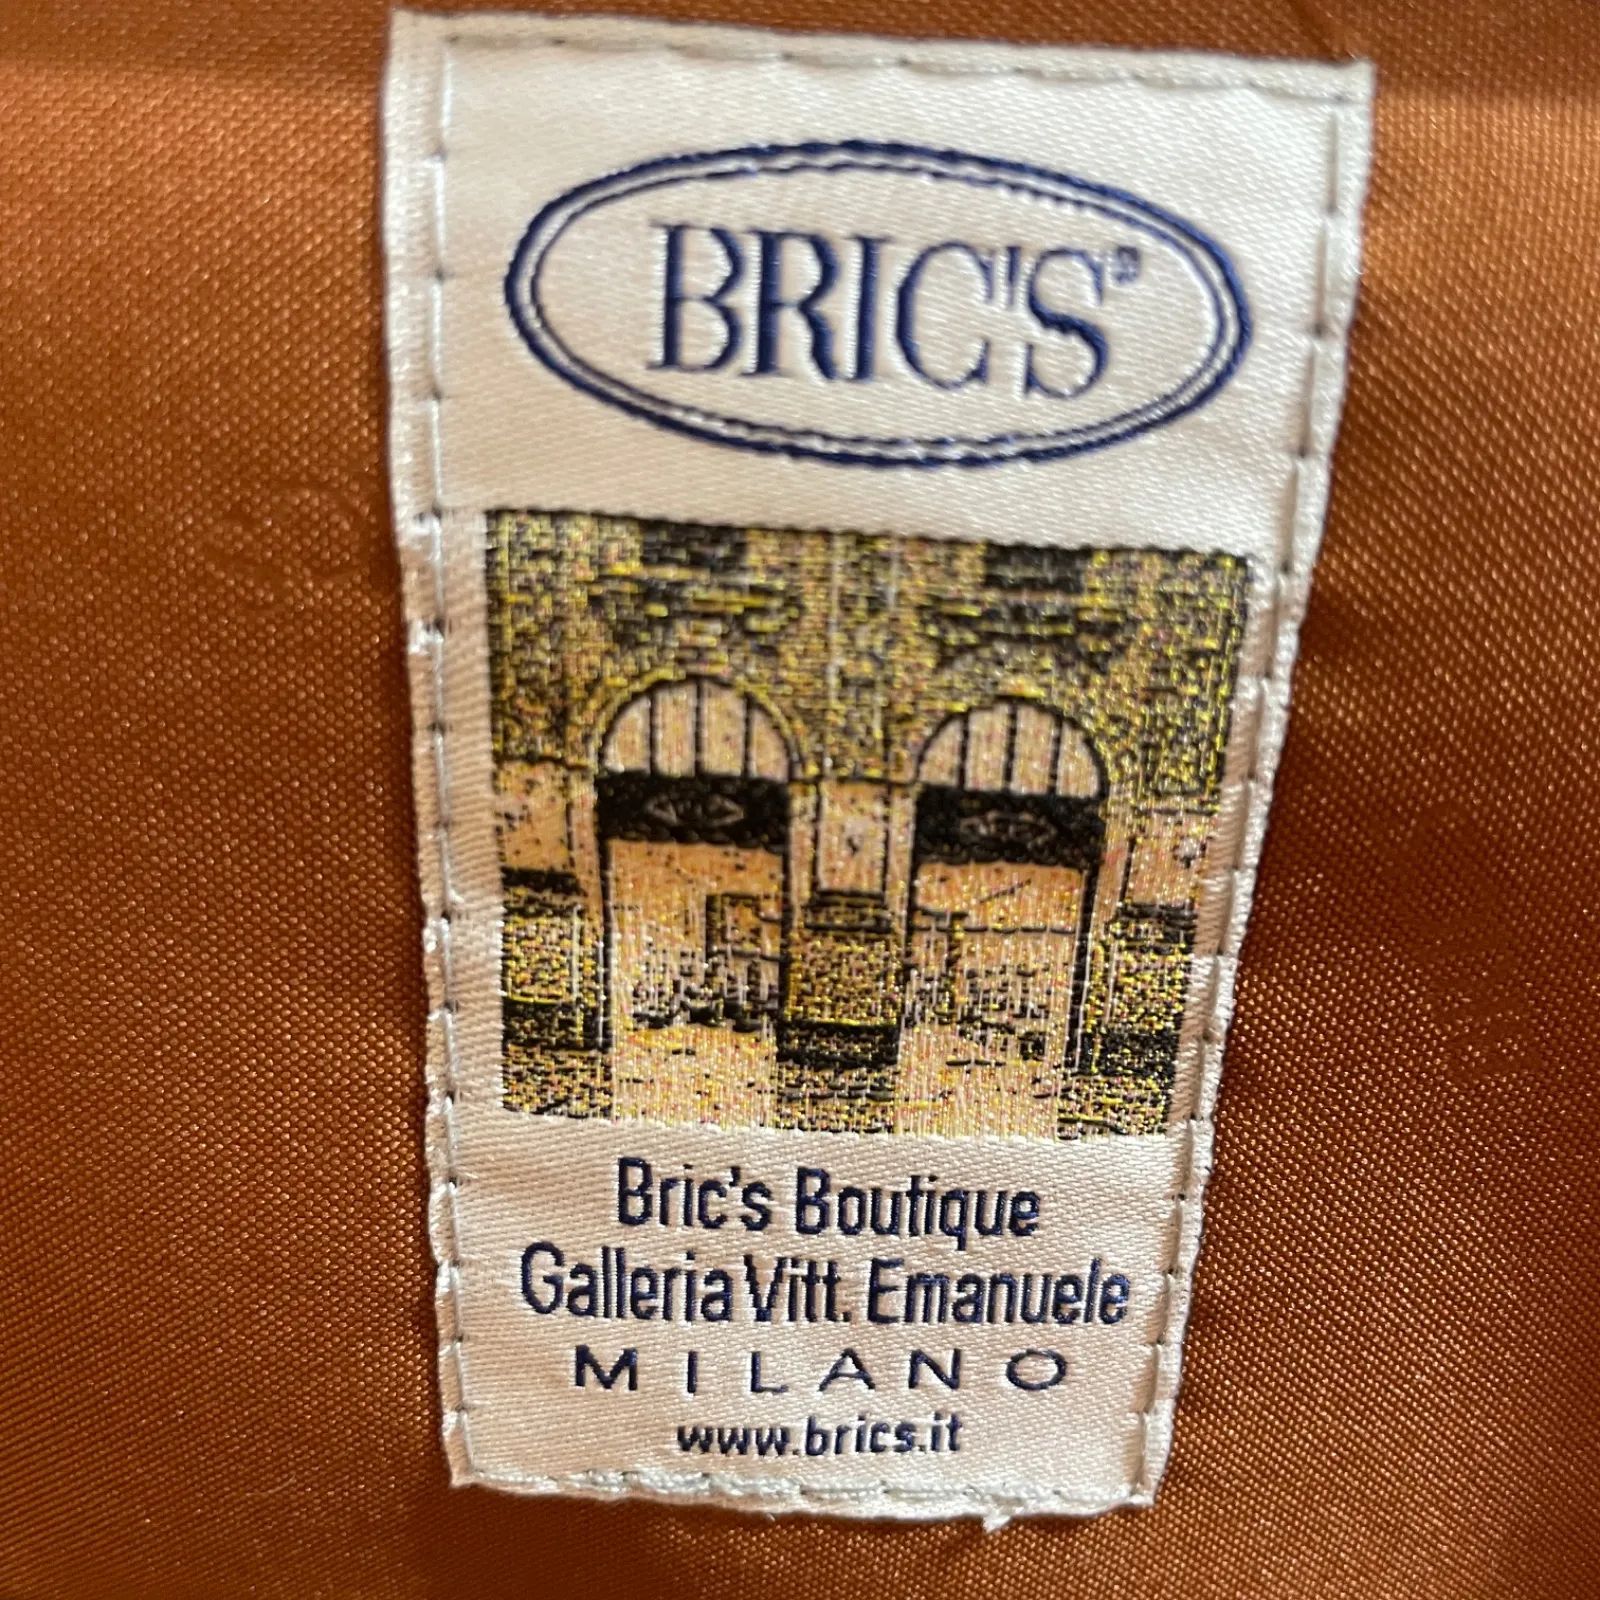 BRIC'S®
Bric's Boutique
Galleria Vitt. Emanuele
MILANO
www.brics.it